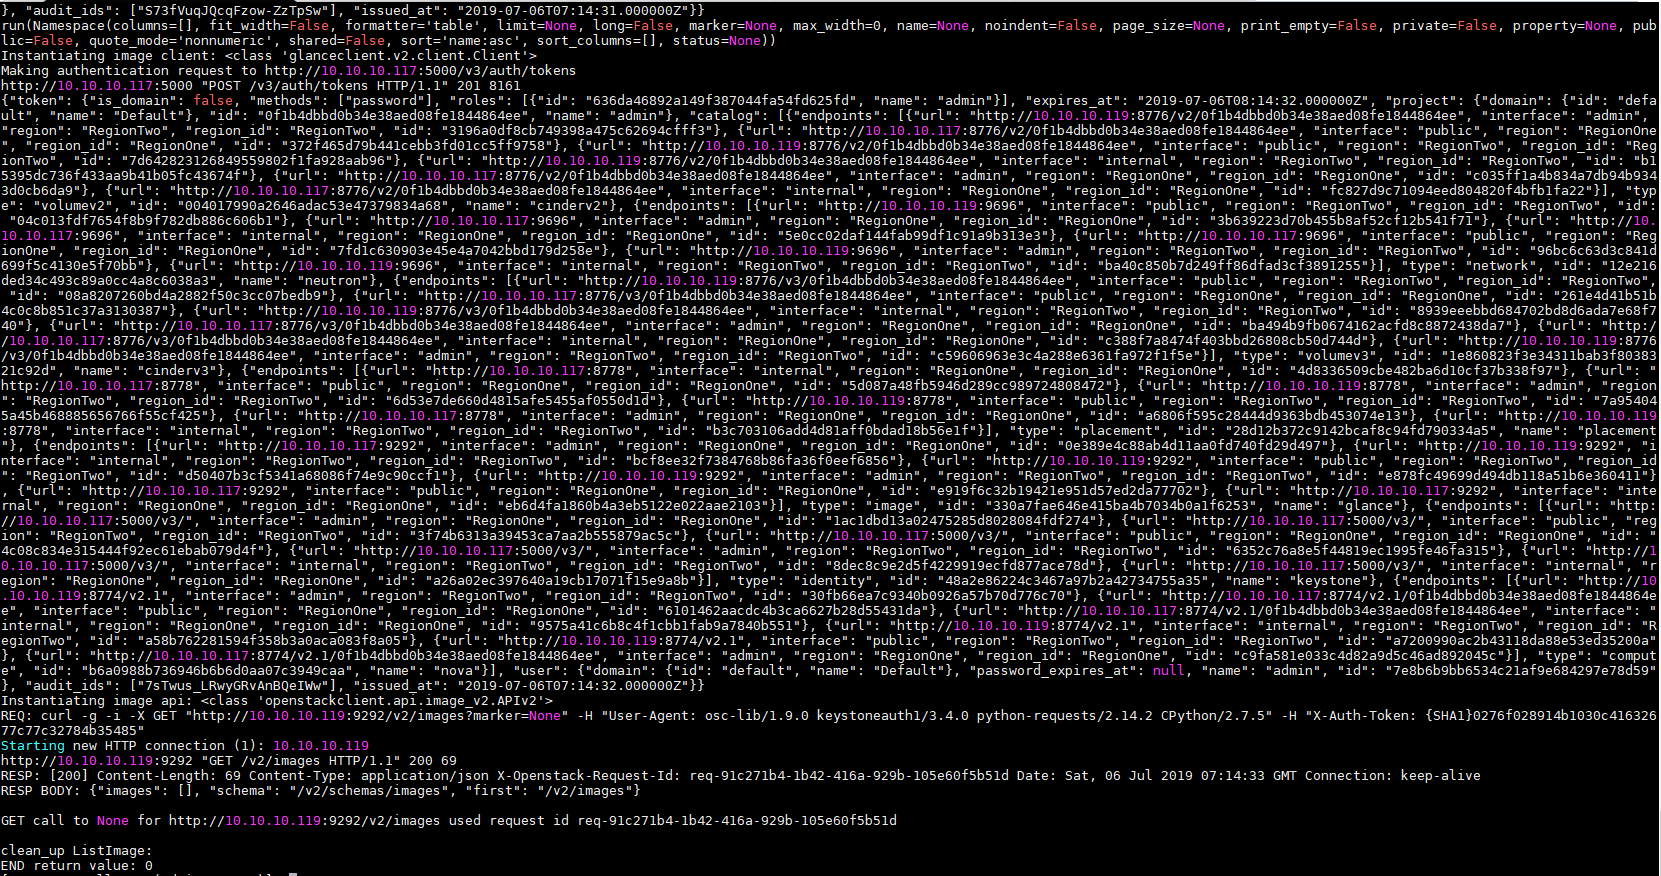 }, "audit_ids": ["S73fVuqJQcqFzow-ZzTpSw"], "issued_at": "2019-07-06T07:14:31.000000Z"}}
run(Namespace(columns=[], fit_width=False, formatter='table', limit=None, long=False, marker=None, max_width=0, name=None, noindent=False, page_size=None, print_empty=False, private=False, property=None, pub
lic=False, quote_mode='nonnumeric', shared=False, sort='name:asc', sort_columns=[], status=None))
Instantiating image client: <class 'glanceclient.v2.client.Client'>
Making authentication request to http://10.10.10.117:5000/v3/auth/tokens
http://10.10.10.117:5000 "POST /v3/auth/tokens HTTP/1.1" 201 8161
{"token": {"is_domain": false, "methods": ["password"], "roles": [{"id": "636da46892a149f387044fa54fd625fd", "name": "admin"}], "expires_at": "2019-07-06T08:14:32.000000Z", "project": {"domain": {"id": "defa
ult", "name": "Default"}, "id": "0f1b4dbbd0b34e38aed08fe1844864ee", "name": "admin"}, "catalog": [{"endpoints": [{"url": "http://10.10.10.119:8776/v2/0f1b4dbbd0b34e38aed08fe1844864ee", "interface": "admin",
"region": "RegionTwo", "region_id": "RegionTwo", "id": "3196a0df8cb749398a475c62694cfff3"}, {"url": "http://10.10.10.117:8776/v2/0f1b4dbbd0b34e38aed08fe1844864ee", "interface": "public", "region": "RegionOne"
, "region_id": "RegionOne", "id": "372f465d79b441cebb3fd01cc5ff9758"}, {"url": "http://10.10.10.119:8776/v2/0f1b4dbbd0b34e38aed08fe1844864ee", "interface": "public", "region": "RegionTwo", "region_id": "Reg
ionTwo", "id": "7d642823126849559802f1fa928aab96"}, {"url": "http://10.10.10.119:8776/v2/0f1b4dbbd0b34e38aed08fe1844864ee", "interface": "internal", "region": "RegionTwo", "region_id": "RegionTwo", "id": "b1
5395dc736f433aa9b41b05fc43674f"}, {"url": "http://10.10.10.117:8776/v2/0f1b4dbbd0b34e38aed08fe1844864ee", "interface": "admin", "region": "RegionOne", "region_id": "RegionOne", "id": "c035ff1a4b834a7db94b934
3d0cb6da9"}, {"url": "http://10.10.10.117:8776/v2/0f1b4dbbd0b34e38aed08fe1844864ee", "interface": "internal", "region": "RegionOne", "region_id": "RegionOne", "id": "fc827d9c71094eed804820f4bfb1fa22"}], "typ
e": "volumev2", "id": "004017990a2646adac53e47379834a68", "name": "cinderv2"}, {"endpoints": [{"url": "http://10.10.10.119:9696", "interface": "public", "region": "RegionTwo", "region_id": "RegionTwo", "id":
"04c013fdf7654f8b9f782db886c606b1"}, {"url": "http://10.10.10.117:9696", "interface": "admin", "region": "RegionOne", "region_id": "RegionOne", "id": "3b639223d70b455b8af52cf12b541f71"}, {"url": "http://10.
10.10.117:9696", "interface": "internal", "region": "RegionOne", "region_id": "RegionOne", "id": "5e0cc02daf144fab99df1c91a9b313e3"}, {"url": "http://10.10.10.117:9696", "interface": "public", "region": "Reg
ionOne", "region_id": "RegionOne", "id": "7fd1c630903e45e4a7042bbd179d258e"}, {"url": "http://10.10.10.119:9696", "interface": "admin", "region": "RegionTwo", "region_id": "RegionTwo", "id": "96bc6c63d3c841d
699f5c4130e5f70bb"}, {"url": "http://10.10.10.119:9696", "interface": "internal", "region": "RegionTwo", "region_id": "RegionTwo", "id": "ba40c850b7d249ff86dfad3cf3891255"}], "type": "network", "id": "12e216
ded34c493c89a0cc4a8c6038a3", "name": "neutron"}, {"endpoints": [{"url": "http://10.10.10.119:8776/v3/0f1b4dbbd0b34e38aed08fe1844864ee", "interface": "public", "region": "RegionTwo", "region_id": "RegionTwo",
"id": "08a8207260bd4a2882f50c3cc07bedb9"}, {"url": "http://10.10.10.117:8776/v3/0f1b4dbbd0b34e38aed08fe1844864ee", "interface": "public", "region": "RegionOne", "region_id": "RegionOne", "id": "261e4d41b51b
4c0c8b851c37a3130387"}, {"url": "http://10.10.10.119:8776/v3/0f1b4dbbd0b34e38aed08fe1844864ee", "interface": "internal", "region": "RegionTwo", "region_id": "RegionTwo", "id": "8939eeebbd684702bd8d6ada7e68f7
40"}, {"url": "http://10.10.10.117:8776/v3/0f1b4dbbd0b34e38aed08fe1844864ee", "interface": "admin", "region": "RegionOne", "region_id": "RegionOne", "id": "ba494b9fb0674162acfd8c8872438da7"}, {"url": "http:/
/10.10.10.117:8776/v3/0f1b4dbbd0b34e38aed08fe1844864ee", "interface": "internal", "region": "RegionOne", "region_id": "RegionOne", "id": "c388f7a8474f403bbd26808cb50d744d"}, {"url": "http://10.10.10.119:8776
/v3/0f1b4dbbd0b34e38aed08fe1844864ee", "interface": "admin", "region": "RegionTwo", "region_id": "RegionTwo", "id": "c59606963e3c4a288e6361fa972f1f5e"}], "type": "volumev3", "id": "1e860823f3e34311bab3f80383
21c92d", "name": "cinderv3"}, {"endpoints": [{"url": "http://10.10.10.117:8778", "interface": "internal", "region": "RegionOne", "region_id": "RegionOne", "id": "4d8336509cbe482ba6d10cf37b338f97"}, {"url": "
http://10.10.10.117:8778", "interface": "public", "region": "RegionOne", "region_id": "RegionOne", "id": "5d087a48fb5946d289cc989724808472"}, {"url": "http://10.10.10.119:8778", "interface": "admin", "region
": "RegionTwo", "region_id": "RegionTwo", "id": "6d53e7de660d4815afe5455af0550d1d"}, {"url": "http://10.10.10.119:8778", "interface": "public", "region": "RegionTwo", "region_id": "RegionTwo", "id": "7a95404
5a45b468885656766f55cf425"}, {"url": "http://10.10.10.117:8778", "interface": "admin", "region": "RegionOne", "region_id": "RegionOne", "id": "a6806f595c28444d9363bdb453074e13"}, {"url": "http://10.10.10.119
:8778", "interface": "internal", "region": "RegionTwo", "region_id": "RegionTwo", "id": "b3c703106add4d81aff0bdad18b56e1f"}], "type": "placement", "id": "28d12b372c9142bcaf8c94fd790334a5", "name": "placement
"}, {"endpoints": [{"url": "http://10.10.10.117:9292", "interface": "admin", "region": "RegionOne", "region_id": "RegionOne", "id": "0e389e4c88ab4d11aa0fd740fd29d497"}, {"url": "http://10.10.10.119:9292", "i
nterface": "internal", "region": "RegionTwo", "region_id": "RegionTwo", "id": "bcf8ee32f7384768b86fa36f0eef6856"}, {"url": "http://10.10.10.119:9292", "interface": "public", "region": "RegionTwo", "region_id
": "RegionTwo", "id": "d50407b3cf5341a68086f74e9c90ccf1"}, {"url": "http://10.10.10.119:9292", "interface": "admin", "region": "RegionTwo", "region_id": "RegionTwo", "id": "e878fc49699d494db118a51b6e360411"}
, {"url": "http://10.10.10.117:9292", "interface": "public", "region": "RegionOne", "region_id": "RegionOne", "id": "e919f6c32b19421e951d57ed2da77702"}, {"url": "http://10.10.10.117:9292", "interface": "inte
rnal", "region": "RegionOne", "region_id": "RegionOne", "id": "eb6d4fa1860b4a3eb5122e022aae2103"}], "type": "image", "id": "330a7fae646e415ba4b7034b0a1f6253", "name": "glance"}, {"endpoints": [{"url": "http:
//10.10.10.117:5000/v3/", "interface": "admin", "region": "RegionOne", "region_id": "RegionOne", "id": "1ac1dbd13a02475285d8028084fdf274"}, {"url": "http://10.10.10.117:5000/v3/", "interface": "public", "reg
ion": "RegionTwo", "region_id": "RegionTwo", "id": "3f74b6313a39453ca7aa2b555879ac5c"}, {"url": "http://10.10.10.117:5000/v3/", "interface": "public", "region": "RegionOne", "region_id": "RegionOne", "id": "
4c08c834e315444f92ec61ebab079d4f"}, {"url": "http://10.10.10.117:5000/v3/", "interface": "admin", "region": "RegionTwo", "region_id": "RegionTwo", "id": "6352c76a8e5f44819ec1995fe46fa315"}, {"url": "http://1
0.10.10.117:5000/v3/", "interface": "internal", "region": "RegionTwo", "region_id": "RegionTwo", "id": "8dec8c9e2d5f4229919ecfd877ace78d"}, {"url": "http://10.10.10.117:5000/v3/", "interface": "internal", "r
egion": "RegionOne", "region_id": "RegionOne", "id": "a26a02ec397640a19cb17071f15e9a8b"}], "type": "identity", "id": "48a2e86224c3467a97b2a42734755a35", "name": "keystone"}, {"endpoints": [{"url": "http://10
.10.10.119:8774/v2.1", "interface": "admin", "region": "RegionTwo", "region_id": "RegionTwo", "id": "30fb66ea7c9340b0926a57b70d776c70"}, {"url": "http://10.10.10.117:8774/v2.1/0f1b4dbbd0b34e38aed08fe1844864e
e", "interface": "public", "region": "RegionOne", "region_id": "RegionOne", "id": "6101462aacdc4b3ca6627b28d55431da"}, {"url": "http://10.10.10.117:8774/v2.1/0f1b4dbbd0b34e38aed08fe1844864ee", "interface": "
internal", "region": "RegionOne", "region_id": "RegionOne", "id": "9575a41c6b8c4f1cbb1fab9a7840b551"}, {"url": "http://10.10.10.119:8774/v2.1", "interface": "internal", "region": "RegionTwo", "region_id": "R
egionTwo", "id": "a58b762281594f358b3a0aca083f8a05"}, {"url": "http://10.10.10.119:8774/v2.1", "interface": "public", "region": "RegionTwo", "region_id": "RegionTwo", "id": "a7200990ac2b43118da88e53ed35200a"
}, {"url": "http://10.10.10.117:8774/v2.1/0f1b4dbbd0b34e38aed08fe1844864ee", "interface": "admin", "region": "RegionOne", "region_id": "RegionOne", "id": "c9fa581e033c4d82a9d5c46ad892045c"}], "type": "comput
e", "id": "b6a0988b736946b6b6d0aa07c3949caa", "name": "nova"}], "user": {"domain": {"id": "default", "name": "Default"}, "password_expires_at": null, "name": "admin", "id": "7e8b6b9bb6534c21af9e684297e78d59"
}, "audit_ids": ["7sTwus_LRwyGRvAnBQeIWw"], "issued_at": "2019-07-06T07:14:32.000000Z"}}
Instantiating image api: <class 'openstackclient.api.image_v2.APIv2'>
REQ: curl -g -i -X GET "http://10.10.10.119:9292/v2/images?marker=None" -H "User-Agent: osc-lib/1.9.0 keystoneauth1/3.4.0 python-requests/2.14.2 CPython/2.7.5" -H "X-Auth-Token: {SHA1}0276f028914b1030c416326
77c77c32784b35485"
Starting new HTTP connection (1): 10.10.10.119
http://10.10.10.119:9292 "GET /v2/images HTTP/1.1" 200 69
RESP: [200] Content-Length: 69 Content-Type: application/json X-Openstack-Request-Id: req-91c271b4-1b42-416a-929b-105e60f5b51d Date: Sat, 06 Jul 2019 07:14:33 GMT Connection: keep-alive
RESP BODY: {"images": [], "schema": "/v2/schemas/images", "first": "/v2/images"}
GET call to None for http://10.10.10.119:9292/v2/images used request id req-91c271b4-1b42-416a-929b-105e60f5b51d
clean_up ListImage:
END return value: 0